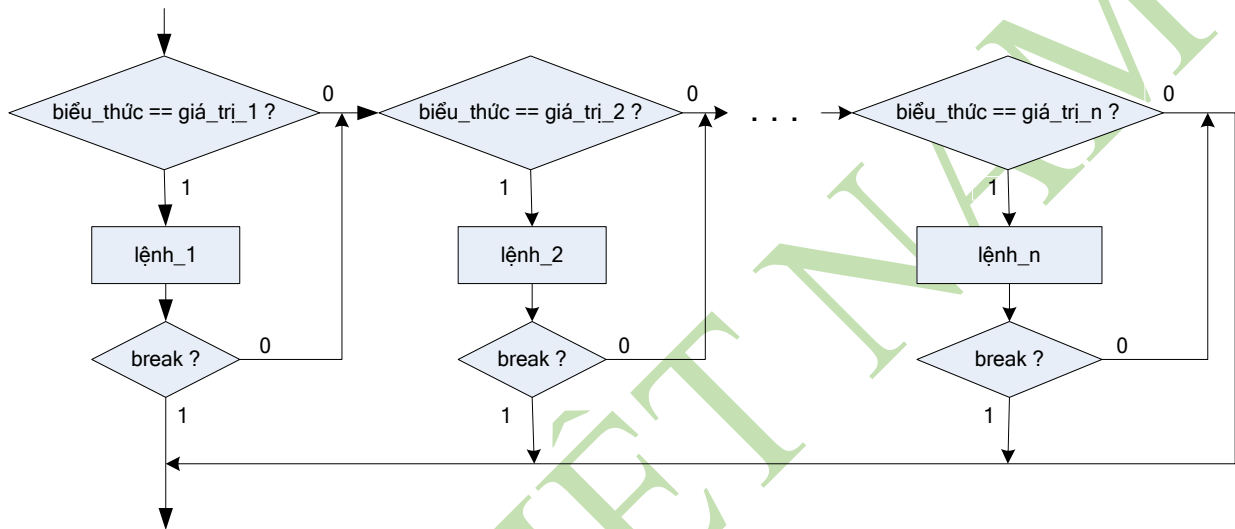 biểu_thức == giá_trị_1 ?
0
biểu_thức == giá_trị_2 ?
0
. . .
biểu_thức == giá_trị_n ?
0
1
1
1
lệnh_1
lệnh_2
lệnh_n
break ?
0
break ?
0
break ?
0
1
1
1
VIỆT NAM